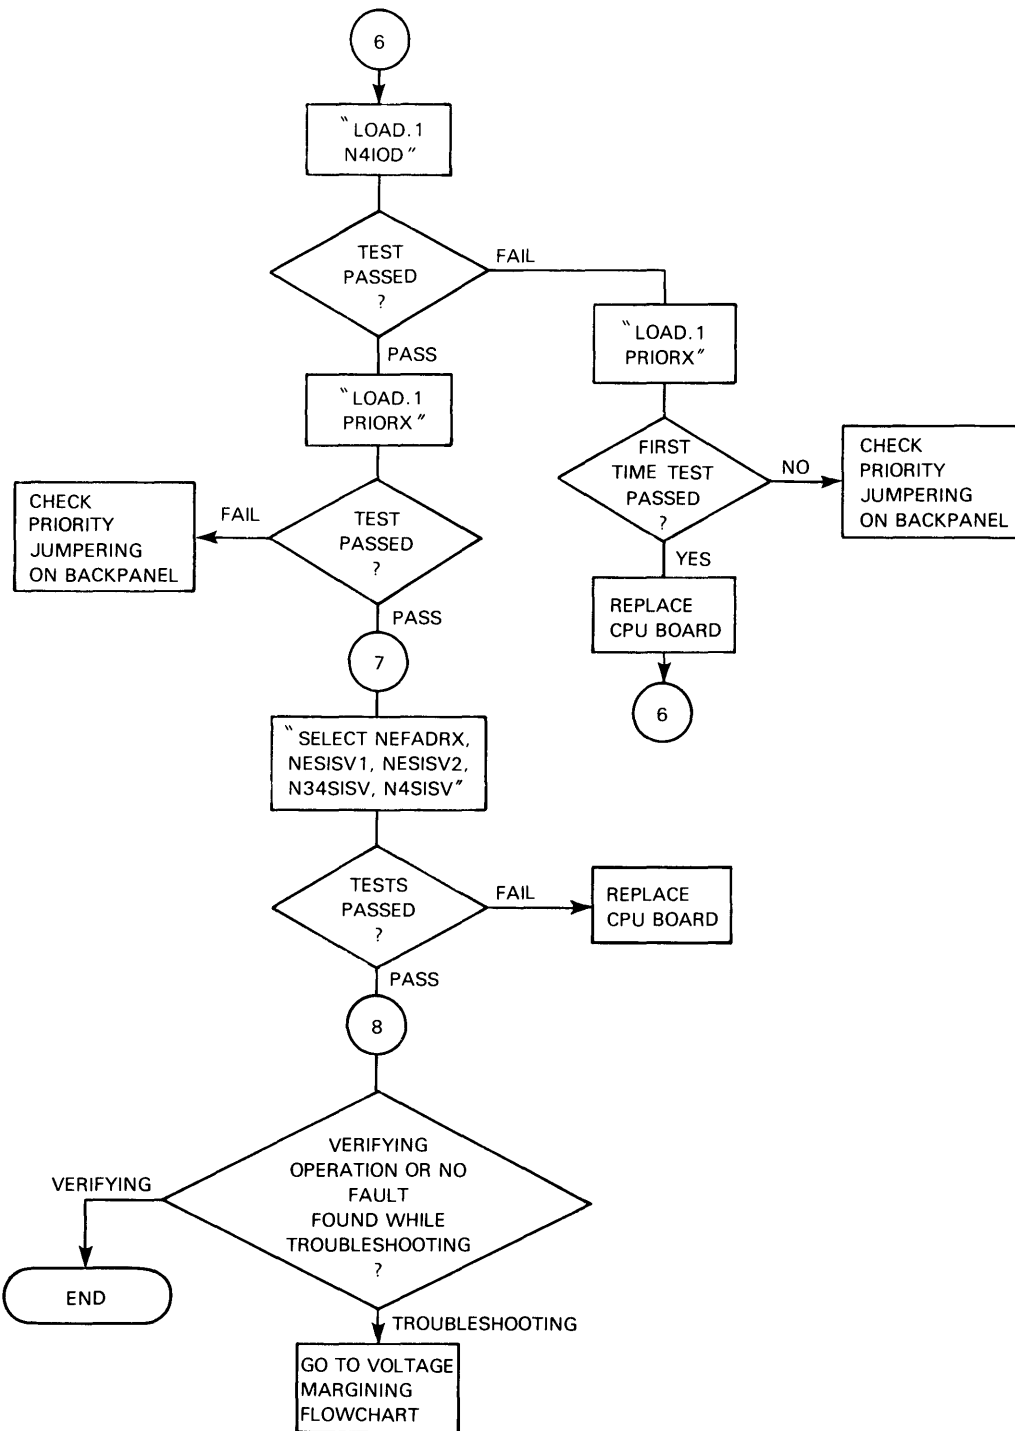 6
‶LOAD.1
N4IOD″
TEST
PASSED
?
FAIL
PASS
‶LOAD.1
PRIORX″
‶LOAD.1
PRIORX″
FIRST
TIME TEST
PASSED
?
NO
CHECK
PRIORITY
JUMPERING
ON BACKPANEL
YES
REPLACE
CPU BOARD
6
TEST
PASSED
?
FAIL
CHECK
PRIORITY
JUMPERING
ON BACKPANEL
PASS
7
‶SELECT NEFADRX,
NESISV1, NESISV2,
N34SISV, N4SISV″
TESTS
PASSED
?
FAIL
REPLACE
CPU BOARD
PASS
8
VERIFYING
OPERATION OR NO
FAULT
FOUND WHILE
TROUBLESHOOTING
?
VERIFYING
END
TROUBLESHOOTING
GO TO VOLTAGE
MARGINING
FLOWCHART